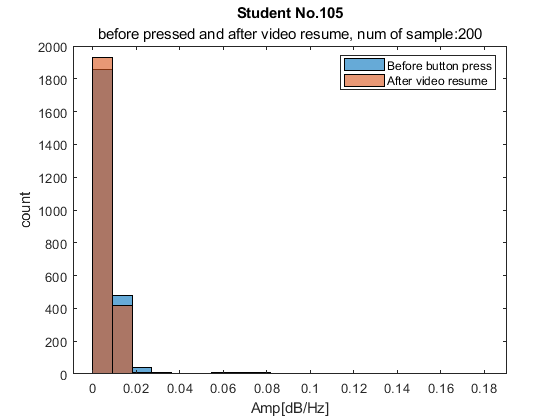 Student No.105
before pressed and after video resume, num of sample:200
2000
1800
1600
1400
1200
1000
800
600
400
200
0
count
Before button press
After video resume
0 0.02 0.04 0.06 0.08 0.1 0.12 0.14 0.16 0.18
Amp[dB/Hz]